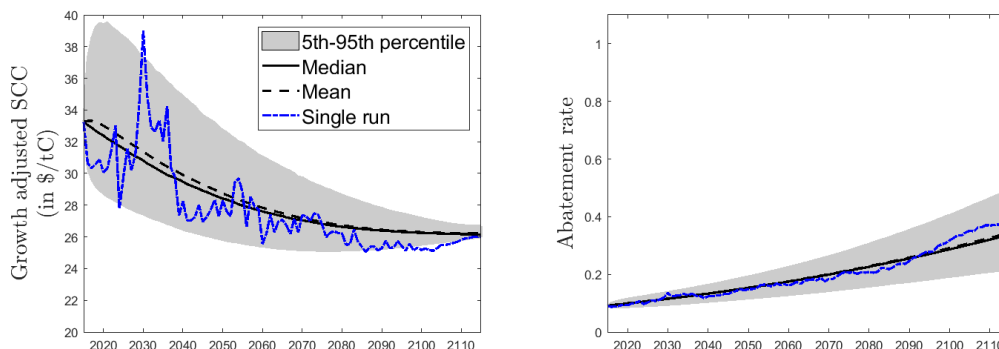 Growth adjusted SCC
(in $/tC)
40
38
36
34
32
30
28
26
24
22
20
2020 2030 2040 2050 2060 2070 2080 2090 2100 2110
5th-95th percentile
Median
Mean
Single run
Abatement rate
1
0.8
0.6
0.4
0.2
0
2020 2030 2040 2050 2060 2070 2080 2090 2100